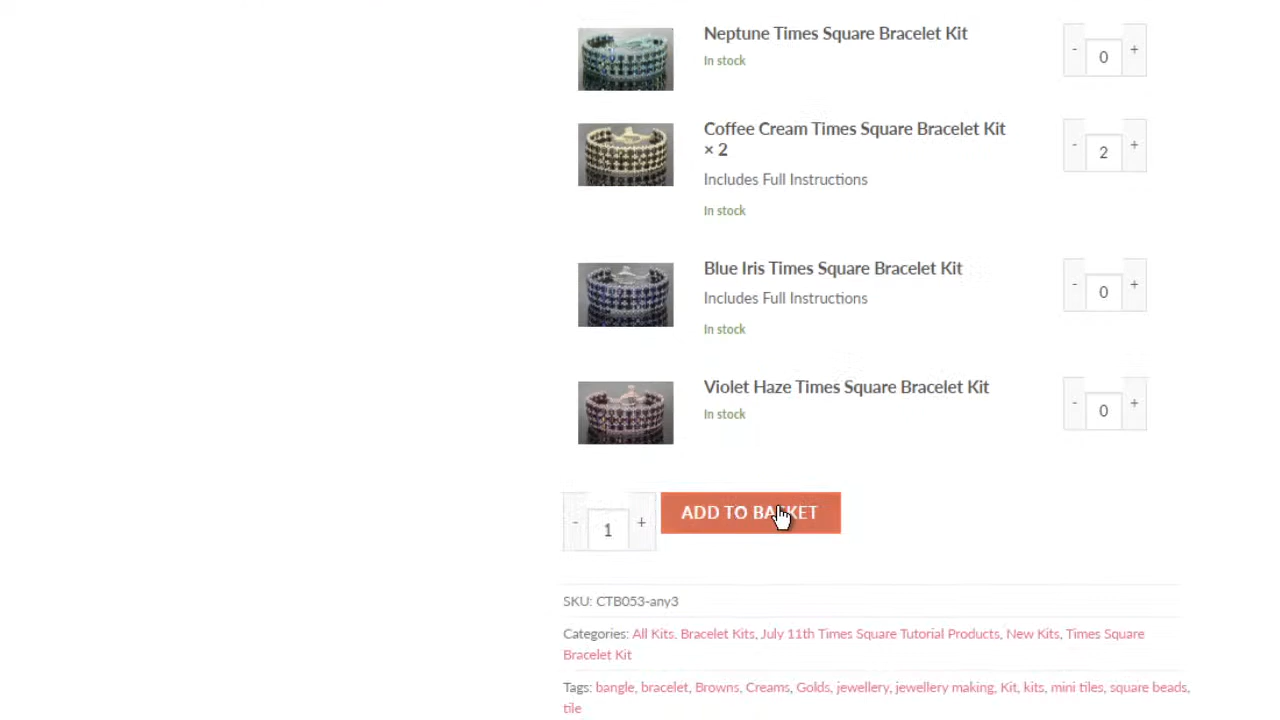 Neptune Times Square Bracelet Kit
In stock
- 0 +
Coffee Cream Times Square Bracelet Kit
× 2
- 2 +
Includes Full Instructions
In stock
Blue Iris Times Square Bracelet Kit
- 0 +
Includes Full Instructions
In stock
Violet Haze Times Square Bracelet Kit
- 0 +
In stock
- 1 +
ADD TO BASKET
SKU: CTB053-any3
Categories: All Kits. Bracelet Kits, July 11th Times Square Tutorial Products, New Kits, Times Square
Bracelet Kit
Tags: bangle, bracelet, Browns, Creams, Golds, jewellery, jewellery making, Kit, kits, mini tiles, square beads,
tile